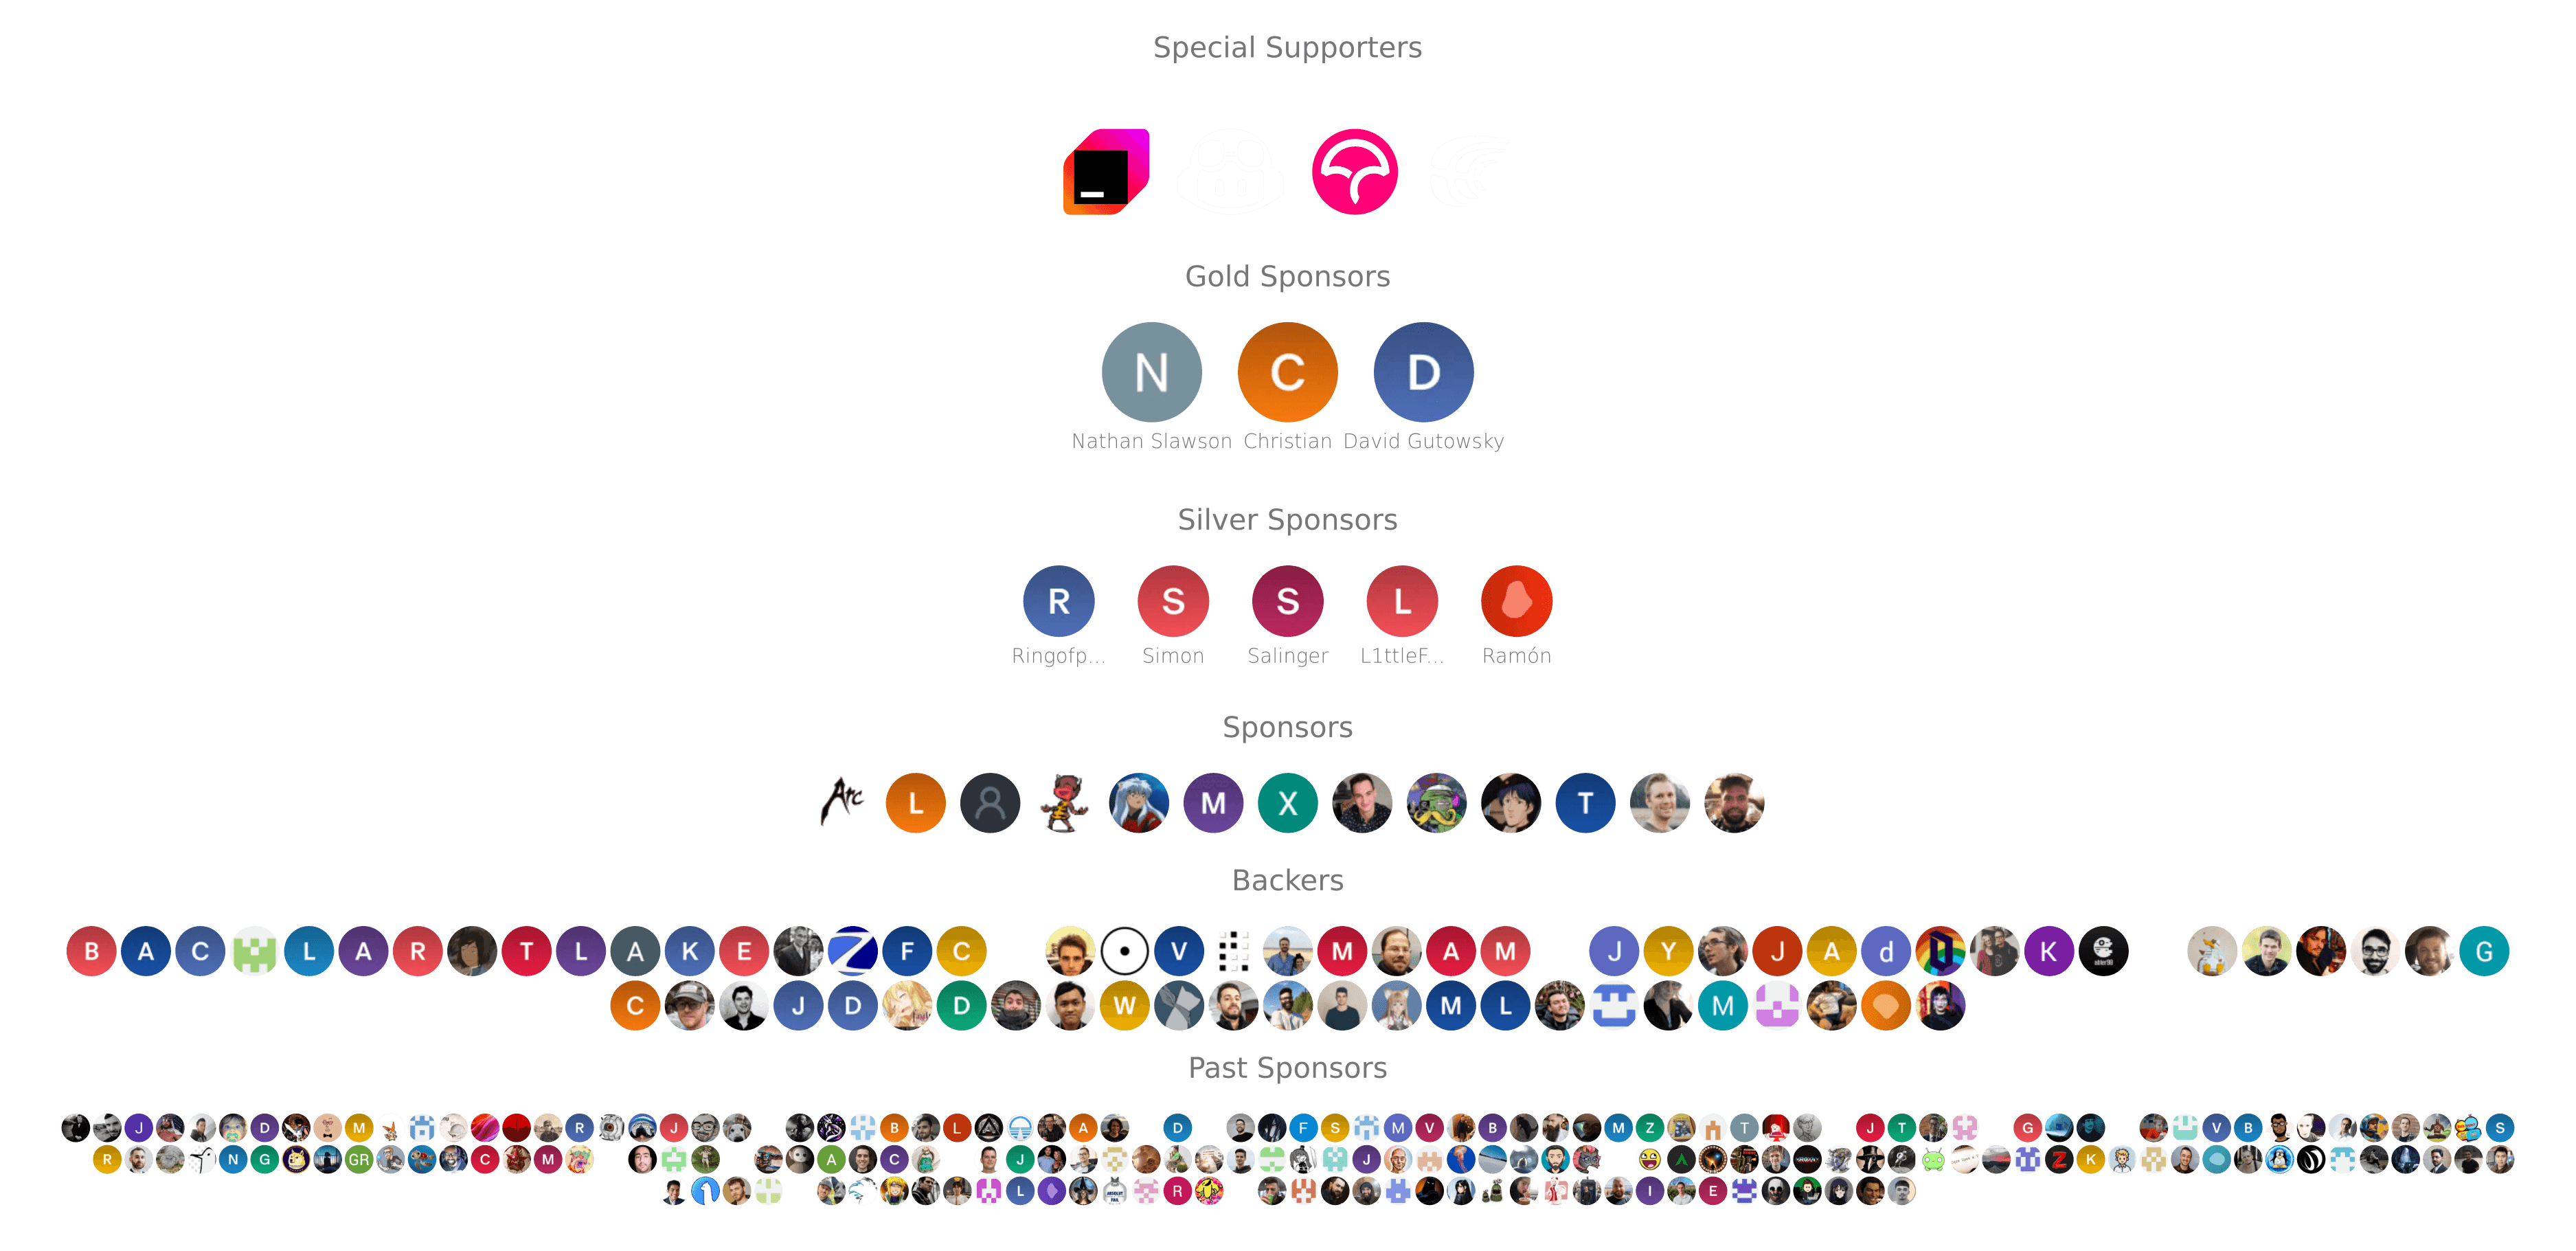 Special Supporters
Gold Sponsors
N C D
Nathan Slawson Christian David Gutowsky
Silver Sponsors
R S S L
Ringofp... Simon Salinger L1ttleF... Ramón
Sponsors
Arc L M X T
Backers
B A C L A R T L A K E F C V M A M J Y J A d K G
C J D D W M L M
Past Sponsors
J D M R J B L A D F S M V B M Z T J T G V B S
R N G GR C M A C J J A Z K
L R I E